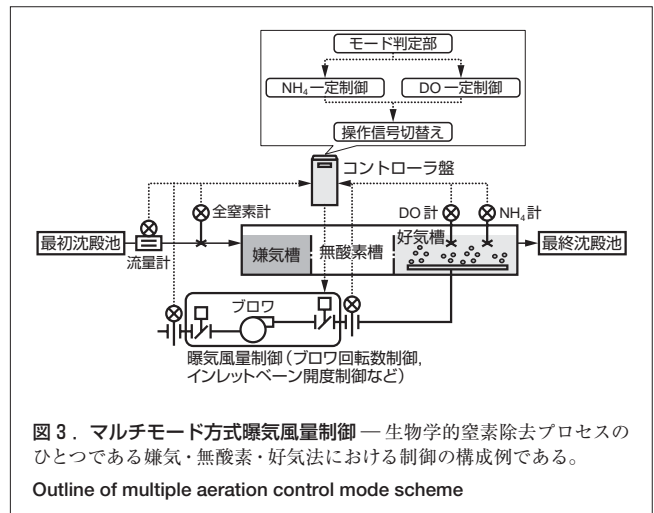 モード判定部
NH₄一定制御
DO一定制御
操作信号切替え
コントローラ盤
全窒素計
DO計
NH₄計
最初沈殿池
流量計
嫌気槽
無酸素槽
好気槽
最終沈殿池
ブロワ
曝気風量制御(ブロワ回転数制御,
インレットベーン開度制御など)
図3. マルチモード方式曝気風量制御 — 生物学的窒素除去プロセスの
ひとつである嫌気・無酸素・好気法における制御の構成例である。
Outline of multiple aeration control mode scheme